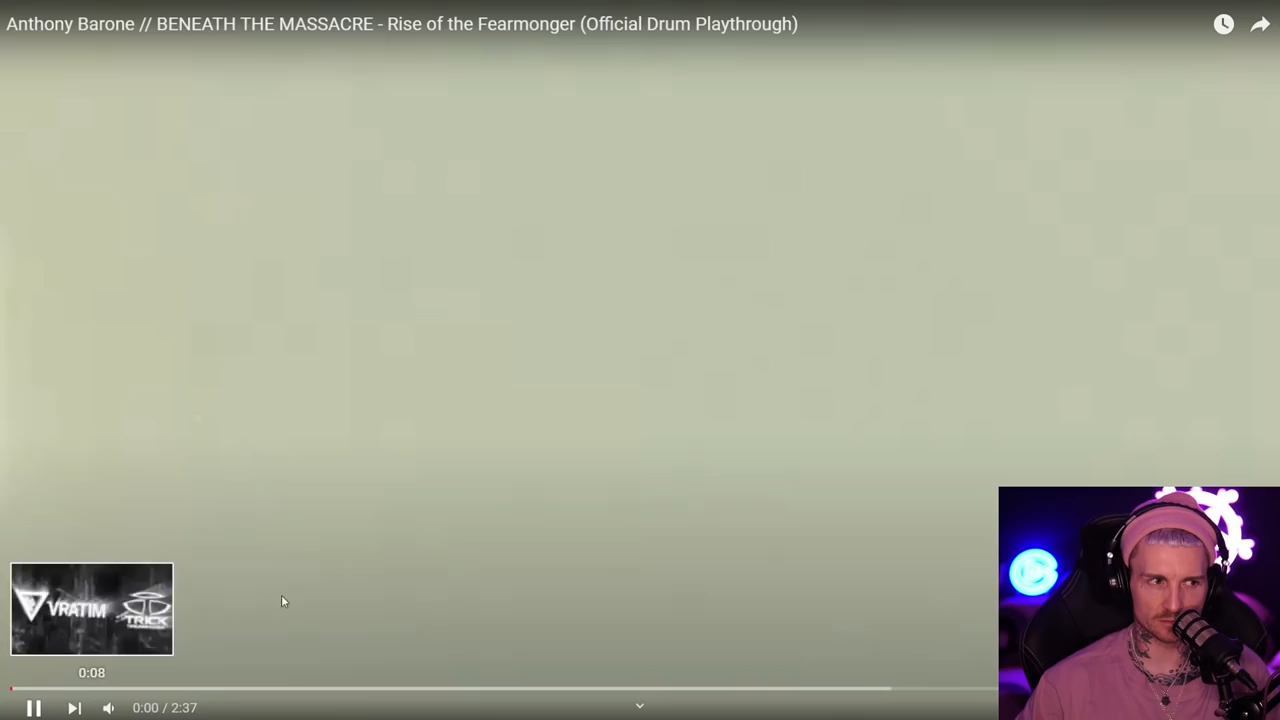 Anthony Barone // BENEATH THE MASSACRE - Rise of the Fearmonger (Official Drum Playthrough)
VRATIM
TRICK
0:08
0:00 / 2:37